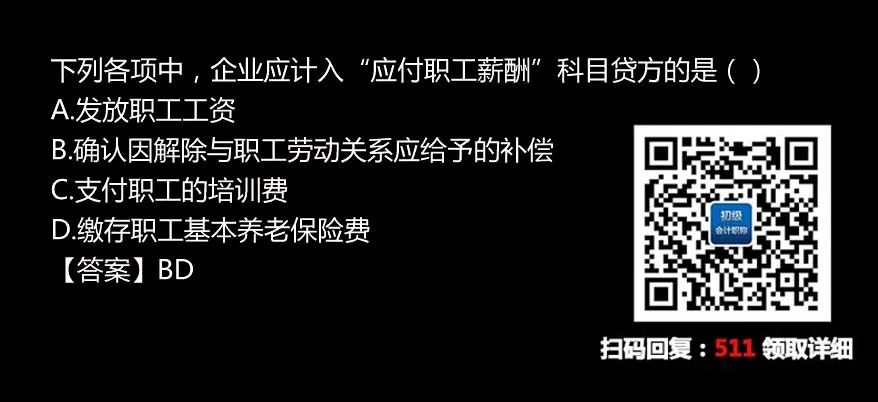 下列各项中，企业应计入“应付职工薪酬”科目贷方的是（ ）
A.发放职工工资
B.确认因解除与职工劳动关系应给予的补偿
C.支付职工的培训费
D.缴存职工基本养老保险费
【答案】BD
初级
会计职称
扫码回复：511 领取详细